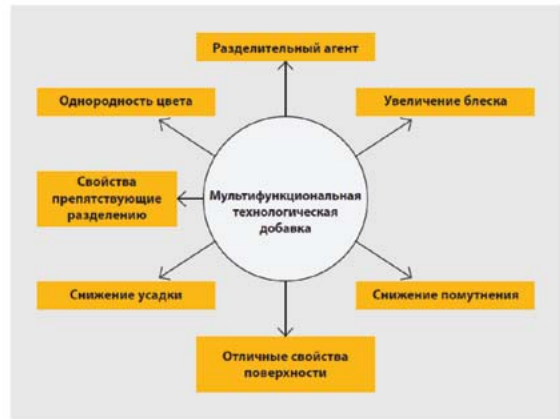 Разделительный агент
Однородность цвета
Увеличение блеска
Свойства
препятствующие
разделению
Мультифункциональная
технологическая
добавка
Снижение усадки
Снижение помутнения
Отличные свойства
поверхности